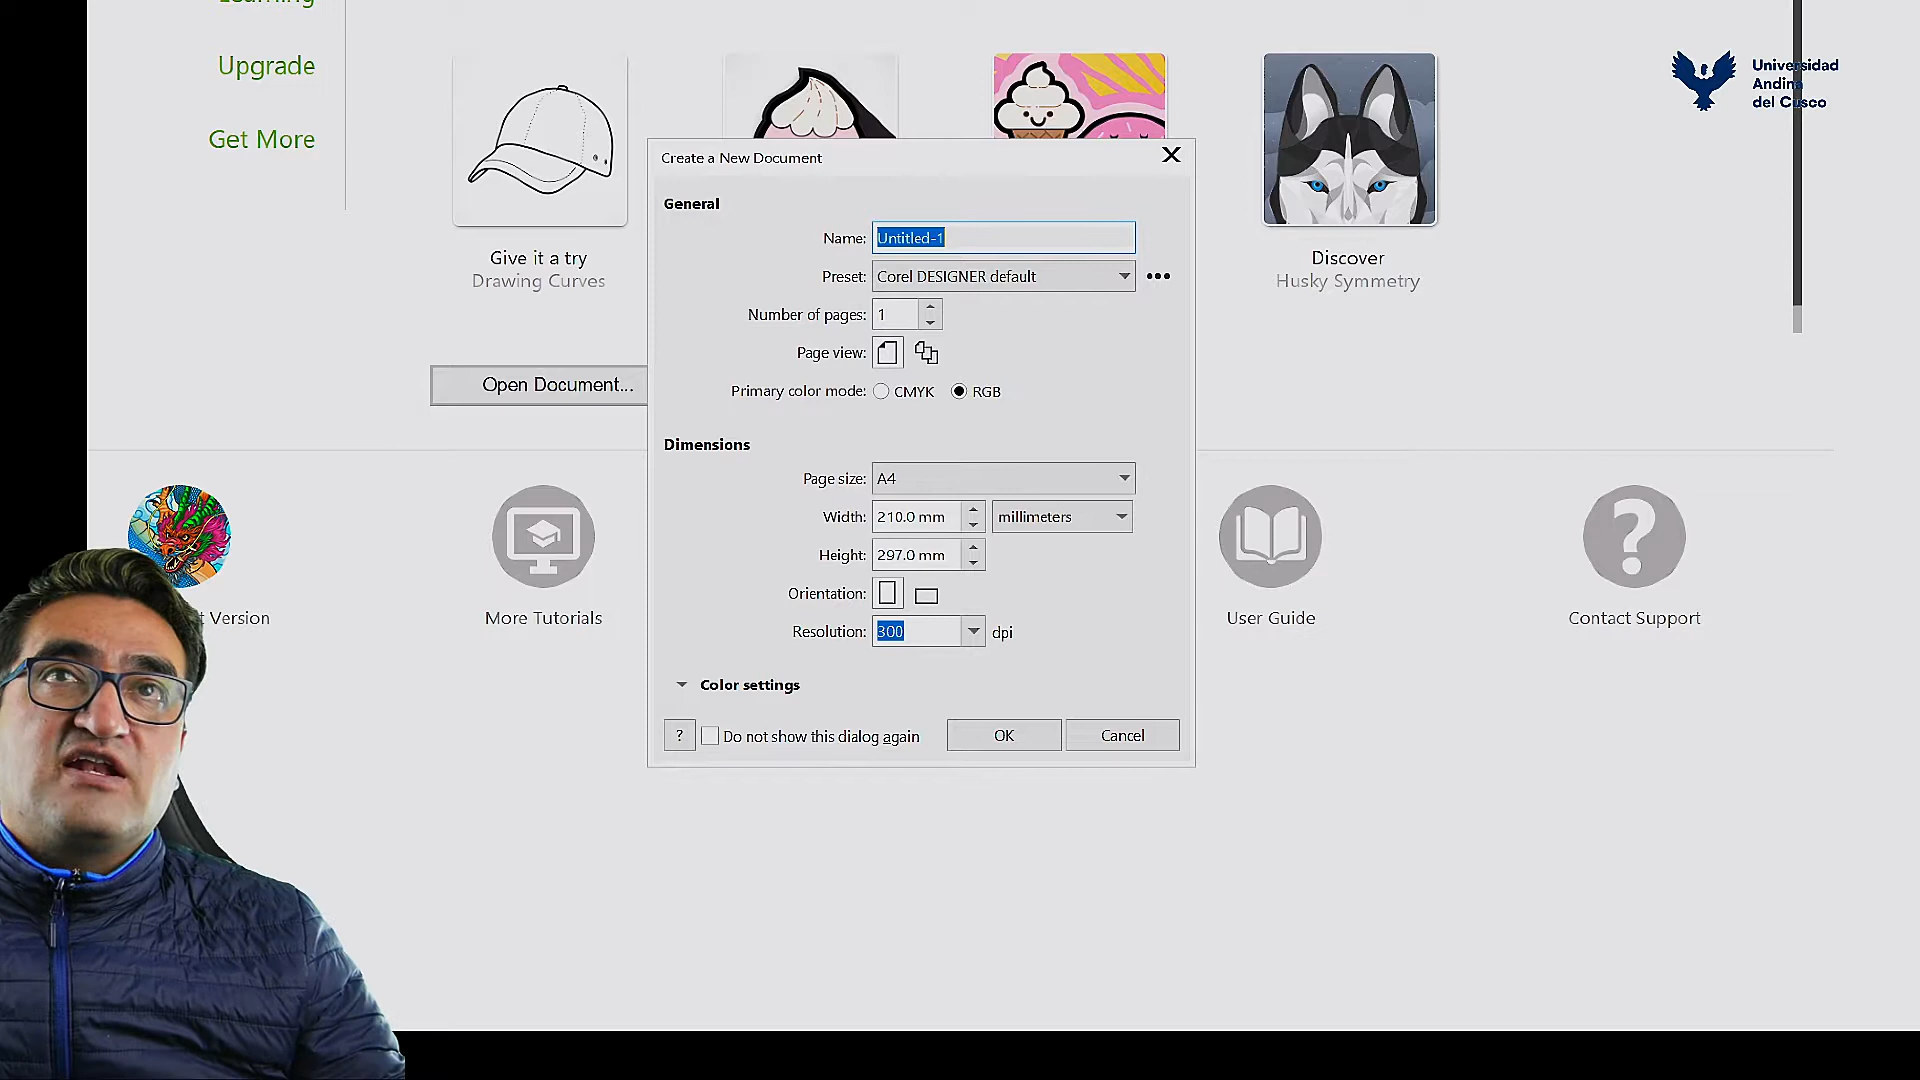 Learning
Upgrade
Get More
Universidad
Andina
del Cusco
Give it a try
Drawing Curves
Discover
Husky Symmetry
Open Document...
Create a New Document
General
Name: Untitled-1
Preset: Corel DESIGNER default
Number of pages: 1
Page view:
Primary color mode: CMYK RGB
Dimensions
Page size: A4
Width: 210.0 mm millimeters
Height: 297.0 mm
Orientation:
Resolution: 300 dpi
Color settings
? Do not show this dialog again OK Cancel
Version
More Tutorials
User Guide
Contact Support